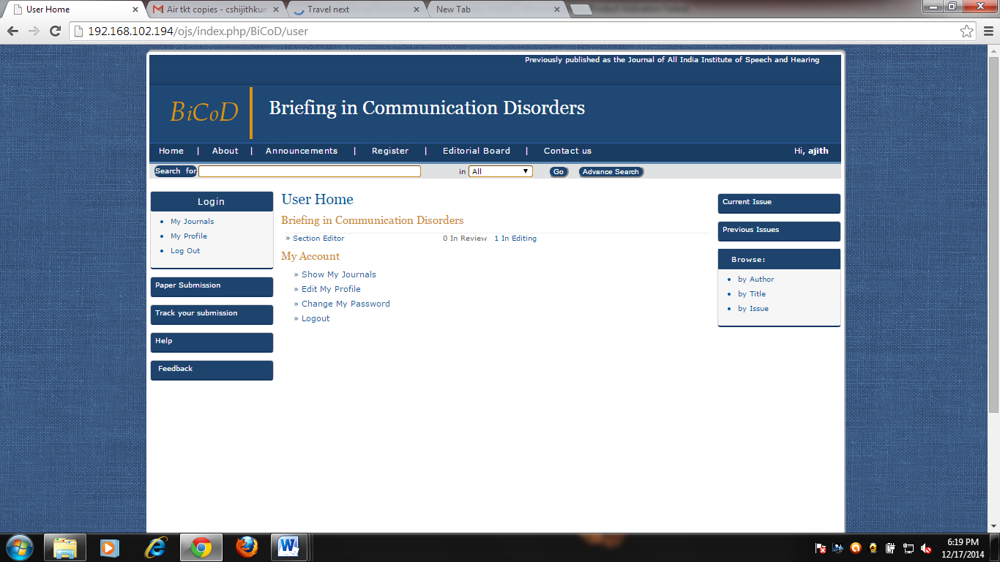 User Home
Air tkt copies - cshijithkun
Travel next
New Tab
192.168.102.194/ojs/index.php/BiCoD/user
Previously published as the Journal of All India Institute of Speech and Hearing
BiCoD
Briefing in Communication Disorders
Home | About | Announcements | Register | Editorial Board | Contact us
Hi, ajith
Search for in All Go Advance Search
Login
My Journals
My Profile
Log Out
Paper Submission
Track your submission
Help
Feedback
User Home
Briefing in Communication Disorders
» Section Editor 0 In Review 1 In Editing
My Account
» Show My Journals
» Edit My Profile
» Change My Password
» Logout
Current Issue
Previous Issues
Browse:
by Author
by Title
by Issue
6:19 PM
12/17/2014